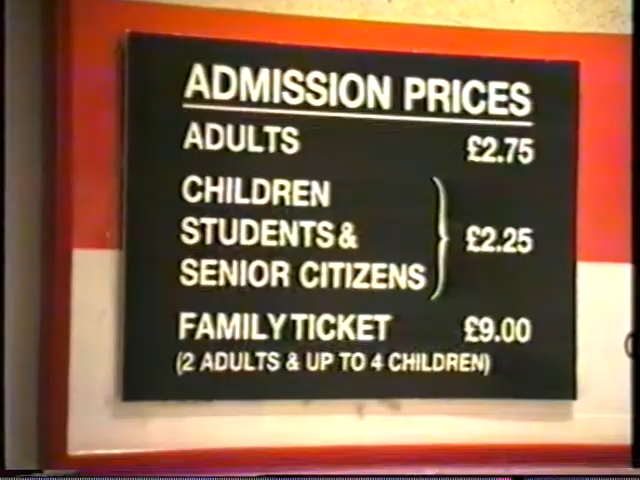 ADMISSION PRICES
ADULTS £2.75
CHILDREN
STUDENTS & £2.25
SENIOR CITIZENS
FAMILY TICKET £9.00
(2 ADULTS & UP TO 4 CHILDREN)